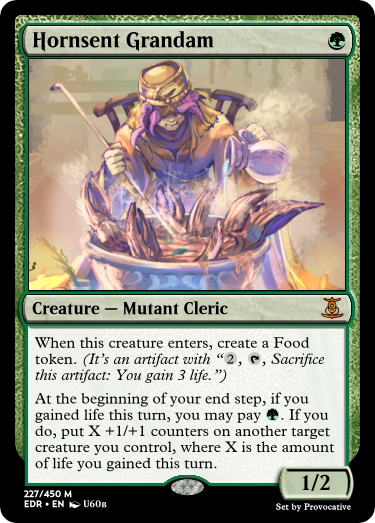 Hornsent Grandam
Creature — Mutant Cleric
When this creature enters, create a Food
token. (It's an artifact with “2, T, Sacrifice
this artifact: You gain 3 life.”)
At the beginning of your end step, if you
gained life this turn, you may pay G. If you
do, put X +1/+1 counters on another target
creature you control, where X is the amount
of life you gained this turn.
1/2
227/450 M
EDR • EN U6OB
Set by Provocative